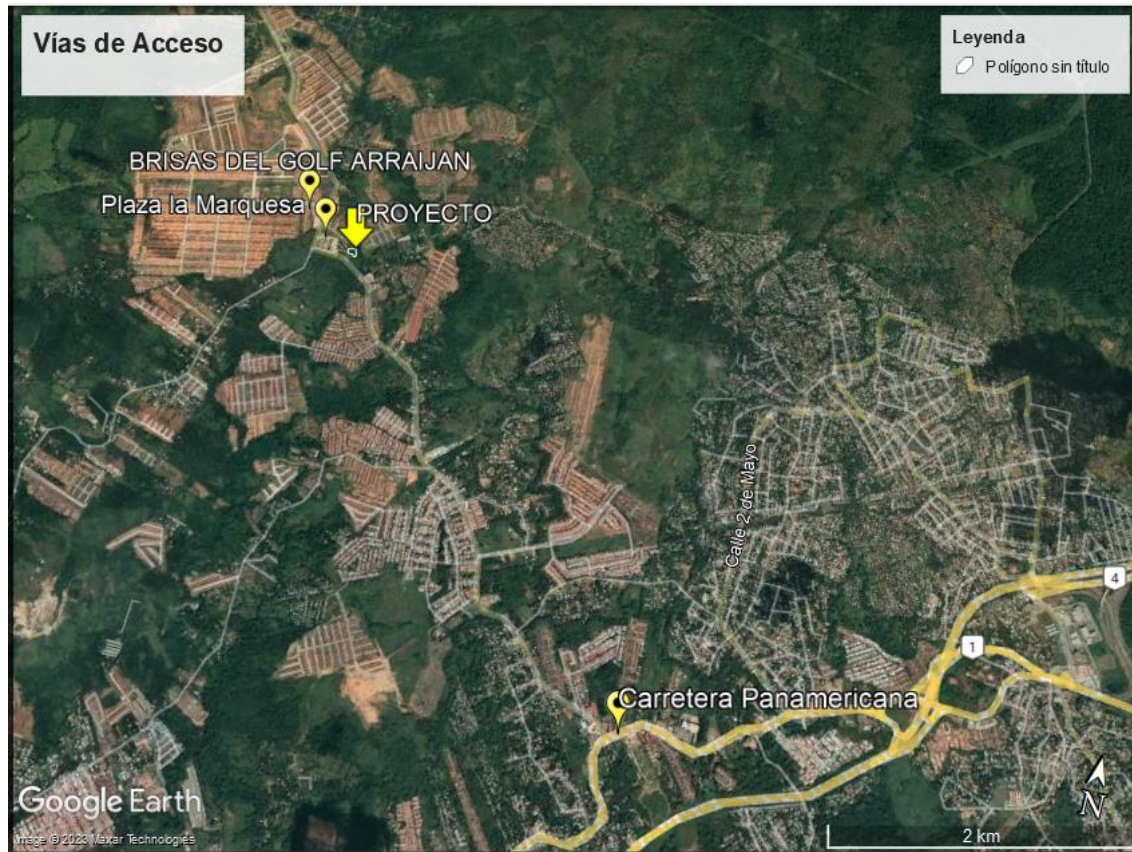 Vías de Acceso
Leyenda
Polígono sin título
BRISAS DEL GOLF ARRAIJAN
Plaza la Marquesa
PROYECTO
Calle 2 de Mayo
4
1
Carretera Panamericana
Google Earth
Image © 2023 Maxar Technologies
N
2 km